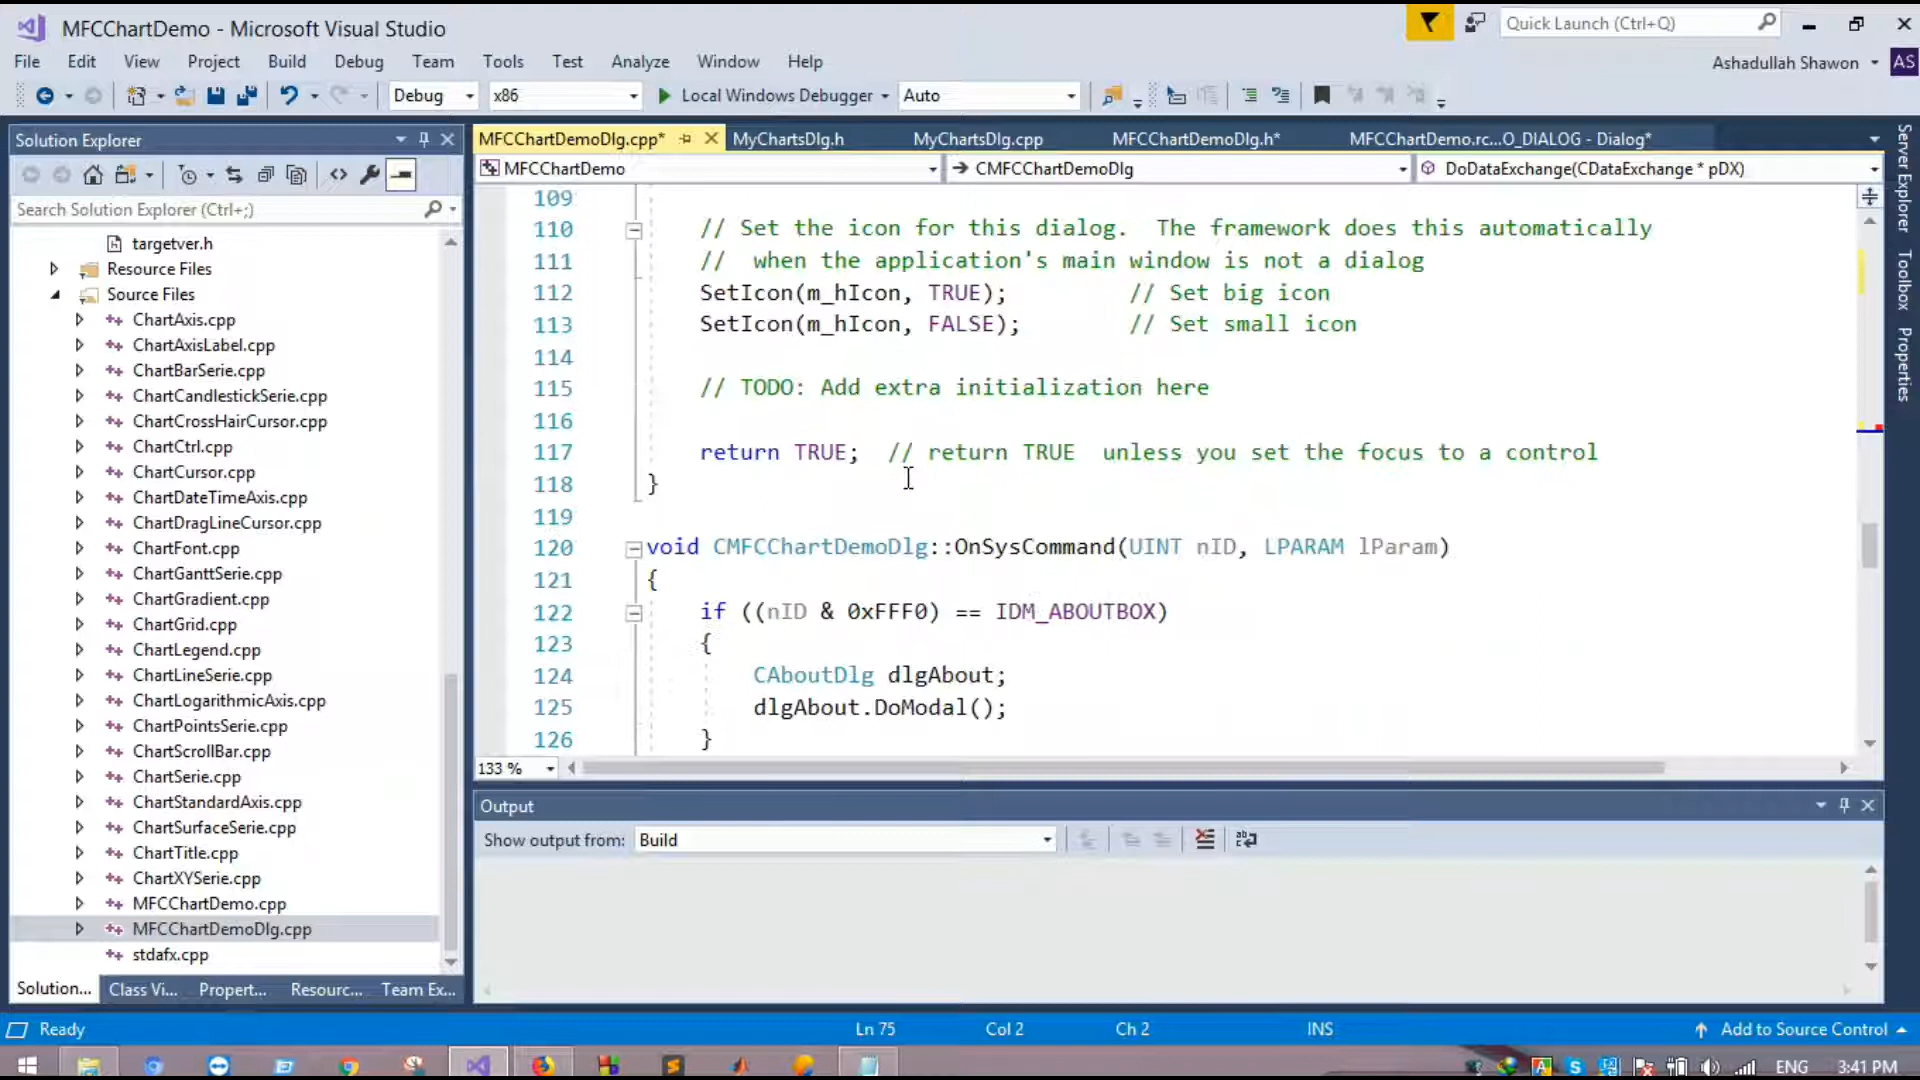 MFCChartDemo - Microsoft Visual Studio
Quick Launch (Ctrl+Q)
File Edit View Project Build Debug Team Tools Test Analyze Window Help
Ashadullah Shawon AS
Debug x86 Local Windows Debugger Auto
Solution Explorer
MFCChartDemoDlg.cpp* MyChartsDlg.h MyChartsDlg.cpp MFCChartDemoDlg.h* MFCChartDemo.rc...O_DIALOG - Dialog*
MFCChartDemo CMFCChartDemoDlg DoDataExchange(CDataExchange * pDX)
Search Solution Explorer (Ctrl+;)
targetver.h
Resource Files
Source Files
ChartAxis.cpp
ChartAxisLabel.cpp
ChartBarSerie.cpp
ChartCandlestickSerie.cpp
ChartCrossHairCursor.cpp
ChartCtrl.cpp
ChartCursor.cpp
ChartDateTimeAxis.cpp
ChartDragLineCursor.cpp
ChartFont.cpp
ChartGanttSerie.cpp
ChartGradient.cpp
ChartGrid.cpp
ChartLegend.cpp
ChartLineSerie.cpp
ChartLogarithmicAxis.cpp
ChartPointsSerie.cpp
ChartScrollBar.cpp
ChartSerie.cpp
ChartStandardAxis.cpp
ChartSurfaceSerie.cpp
ChartTitle.cpp
ChartXYSerie.cpp
MFCChartDemo.cpp
MFCChartDemoDlg.cpp
stdafx.cpp
Solution... Class Vi... Propert... Resourc... Team Ex...
109
110 // Set the icon for this dialog.  The framework does this automatically
111 //  when the application's main window is not a dialog
112 SetIcon(m_hIcon, TRUE); // Set big icon
113 SetIcon(m_hIcon, FALSE); // Set small icon
114
115 // TODO: Add extra initialization here
116
117 return TRUE;  // return TRUE  unless you set the focus to a control
118 }
119
120 void CMFCChartDemoDlg::OnSysCommand(UINT nID, LPARAM lParam)
121 {
122 if ((nID & 0xFFF0) == IDM_ABOUTBOX)
123 {
124 CAboutDlg dlgAbout;
125 dlgAbout.DoModal();
126 }
133 %
Output
Show output from: Build
Server Explorer
Toolbox
Properties
Ready Ln 75 Col 2 Ch 2 INS Add to Source Control
ENG 3:41 PM